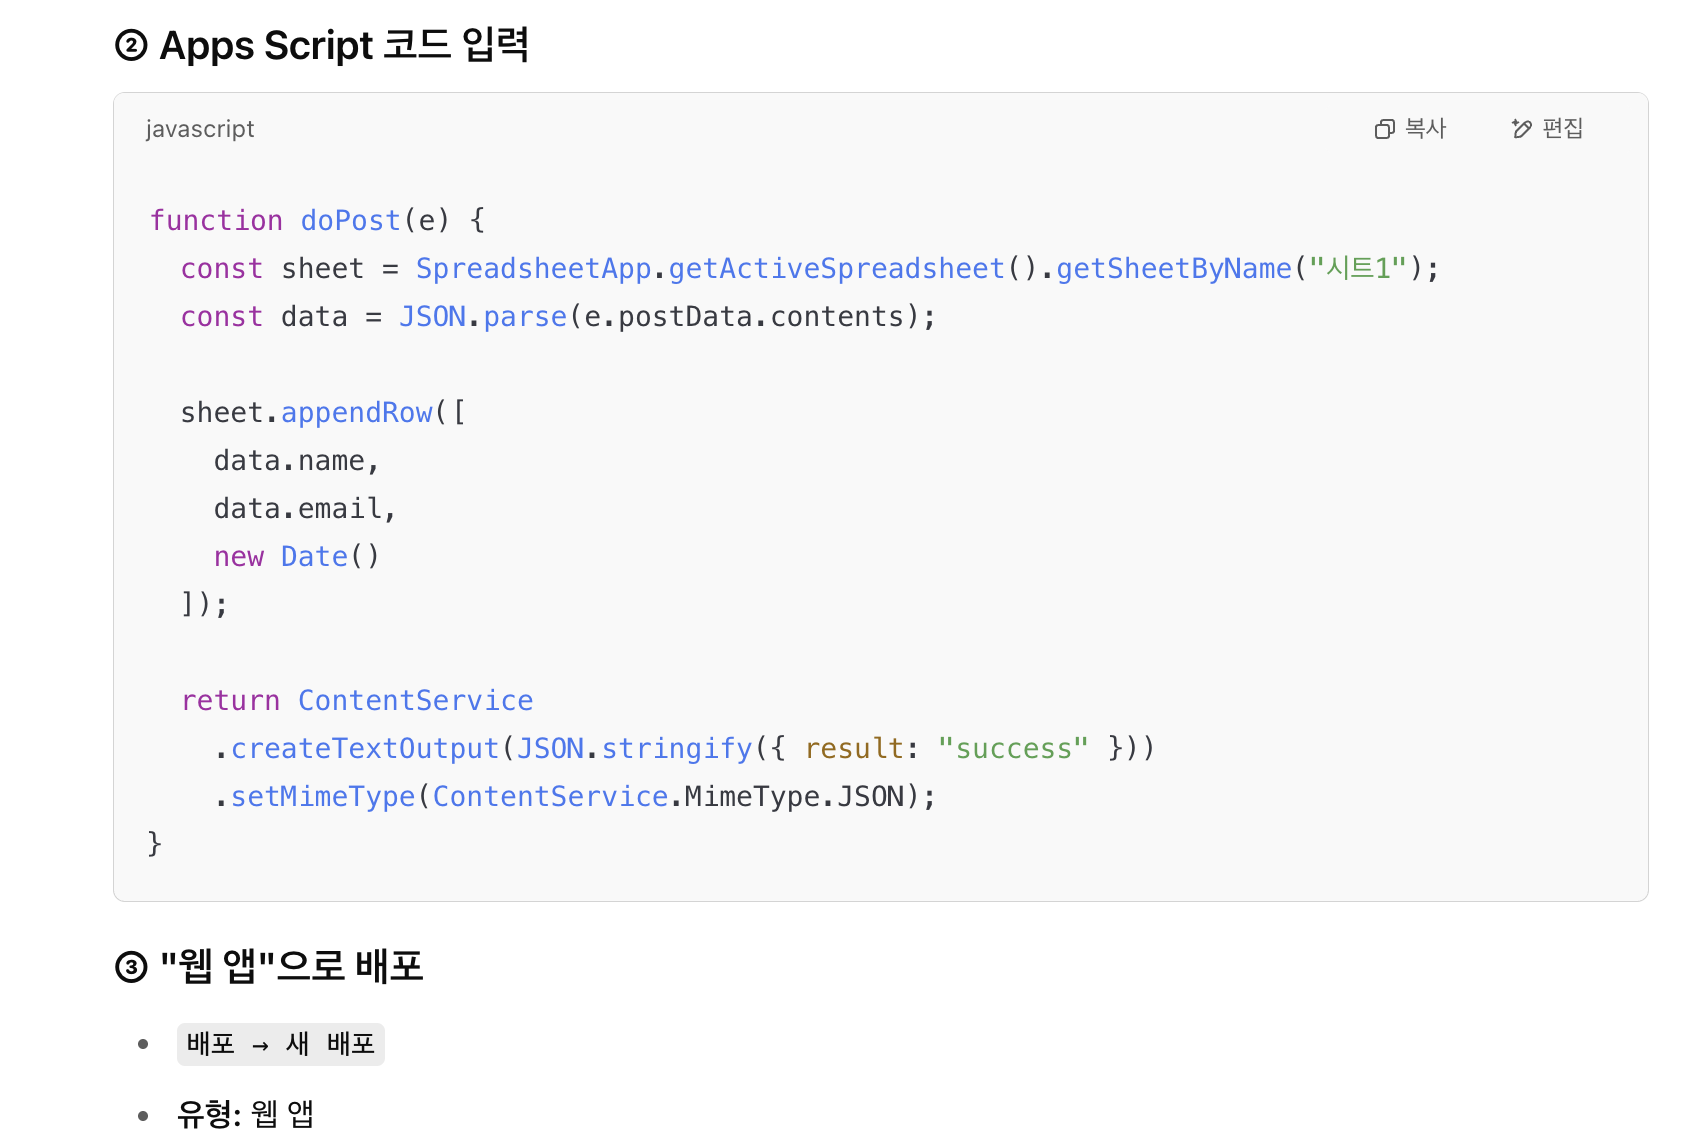 ② Apps Script 코드 입력
javascript
복사
편집
function doPost(e) {
  const sheet = SpreadsheetApp.getActiveSpreadsheet().getSheetByName("시트1");
  const data = JSON.parse(e.postData.contents);

  sheet.appendRow([
    data.name,
    data.email,
    new Date()
  ]);

  return ContentService
    .createTextOutput(JSON.stringify({ result: "success" }))
    .setMimeType(ContentService.MimeType.JSON);
}
③ "웹 앱"으로 배포
• 배포 → 새 배포
• 유형: 웹 앱